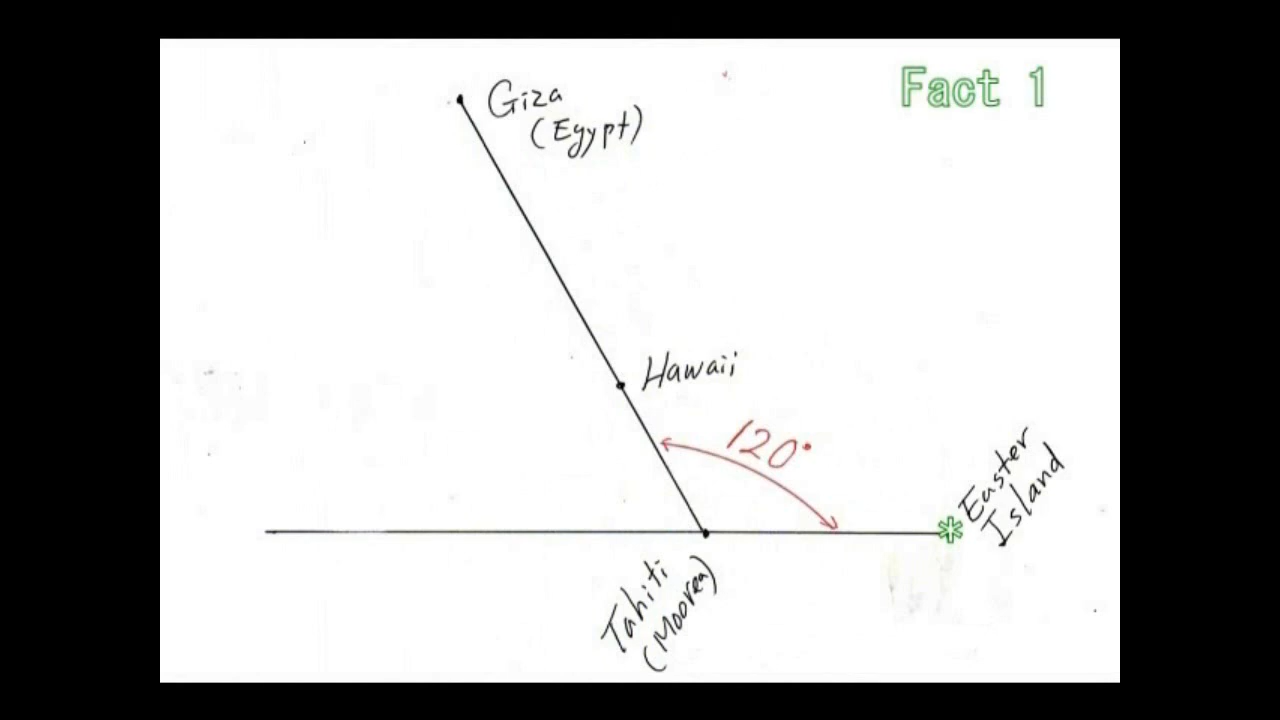 Fact 1
Giza
(Egypt)
Hawaii
120°
Easter
Island
Tahiti
(Moorea)